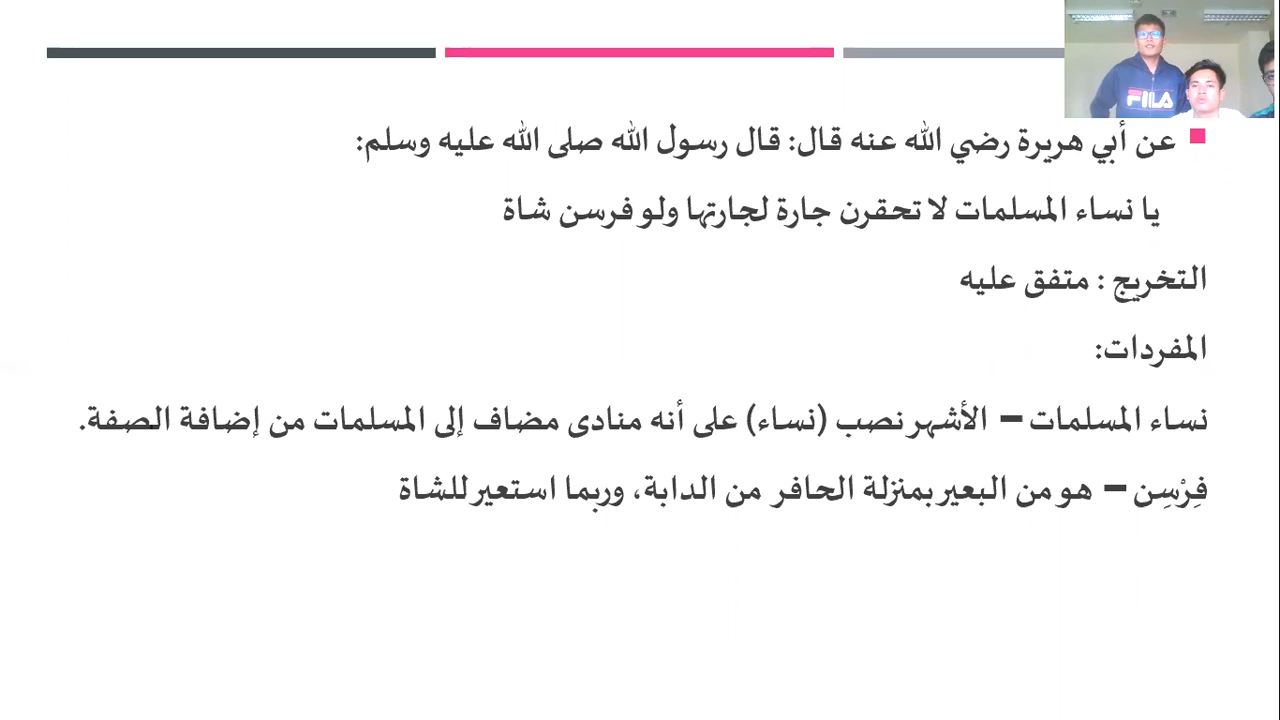 FILA
عن أبي هريرة رضي الله عنه قال: قال رسول الله صلى الله عليه وسلم:
يا نساء المسلمات لا تحقرن جارة لجارتها ولو فرسن شاة
التخريج : متفق عليه
المفردات:
نساء المسلمات – الأشهر نصب (نساء) على أنه منادى مضاف إلى المسلمات من إضافة الصفة.
فِرْسِن – هو من البعير بمنزلة الحافر من الدابة، وربما استعير للشاة